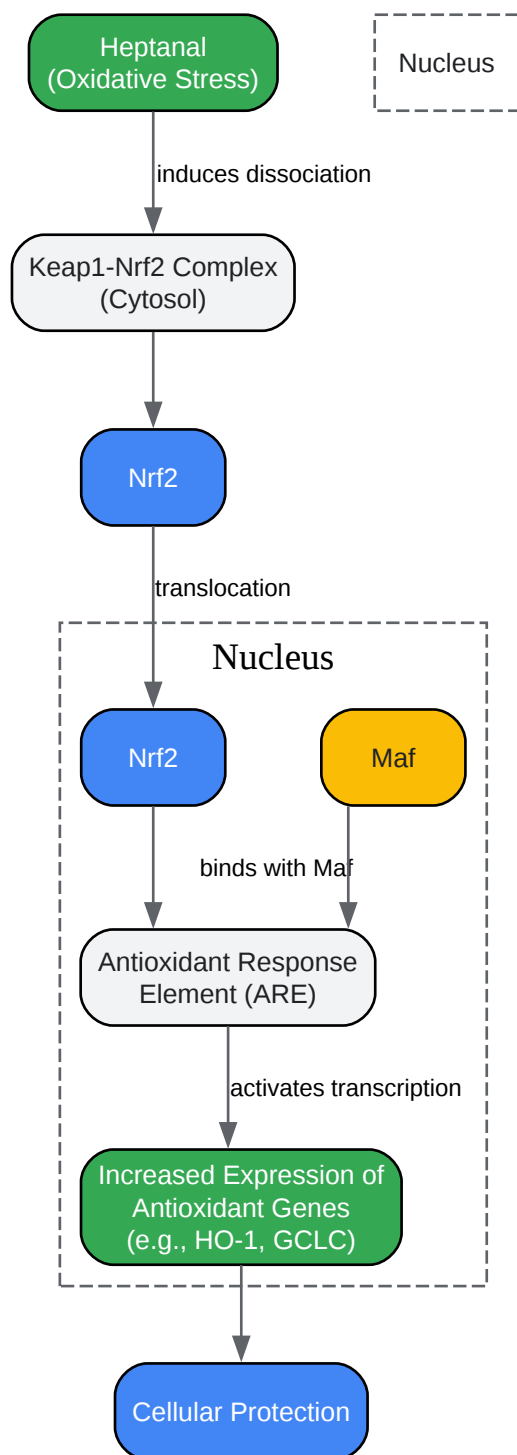 Heptanal
(Oxidative Stress)
Nucleus
induces dissociation
Keap1-Nrf2 Complex
(Cytosol)
Nrf2
translocation
Nucleus
Nrf2
Maf
binds with Maf
Antioxidant Response
Element (ARE)
activates transcription
Increased Expression of
Antioxidant Genes
(e.g., HO-1, GCLC)
Cellular Protection